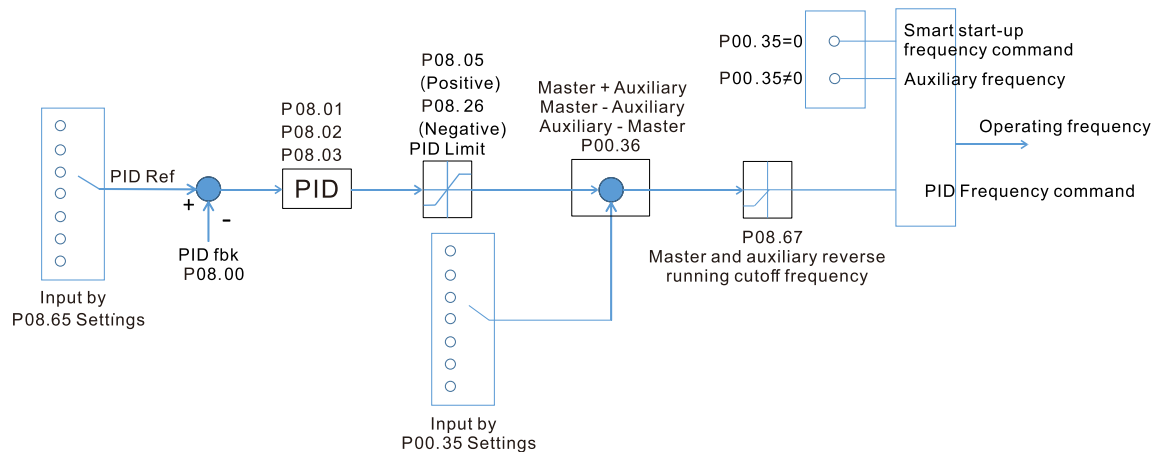 P00.35=0
Smart start-up
frequency command
P00.35≠0
Auxiliary frequency
Operating frequency
P08.05
(Positive)
P08.26
(Negative)
PID Limit
Master + Auxiliary
Master - Auxiliary
Auxiliary - Master
P00.36
P08.01
P08.02
P08.03
PID Ref
PID
+
-
PID Frequency command
PID fbk
P08.00
P08.67
Master and auxiliary reverse
running cutoff frequency
Input by
P08.65 Settings
Input by
P00.35 Settings